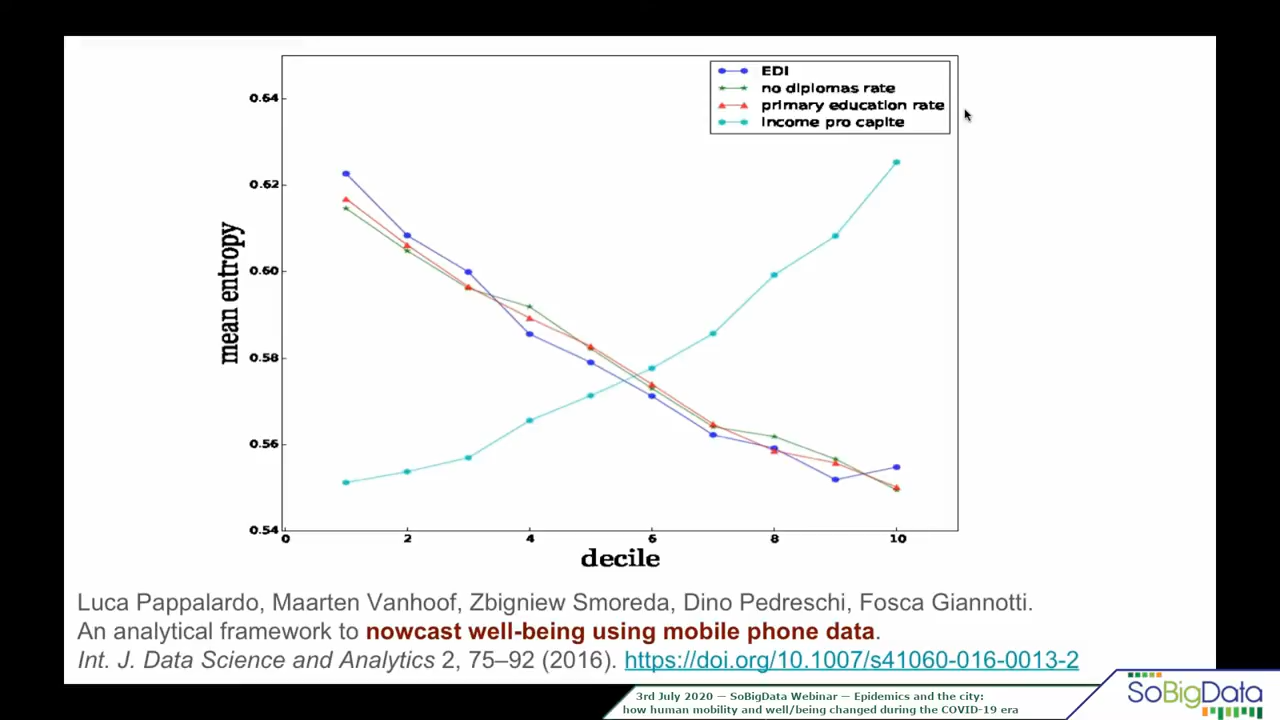 EDI
no diplomas rate
primary education rate
income pro capite
0.64
0.62
0.60
0.58
0.56
0.54
mean entropy
0 2 4 6 8 10
decile
Luca Pappalardo, Maarten Vanhoof, Zbigniew Smoreda, Dino Pedreschi, Fosca Giannotti.
An analytical framework to nowcast well-being using mobile phone data.
Int. J. Data Science and Analytics 2, 75–92 (2016). https://doi.org/10.1007/s41060-016-0013-2
3rd July 2020 — SoBigData Webinar — Epidemics and the city:
how human mobility and well/being changed during the COVID-19 era
SoBigData